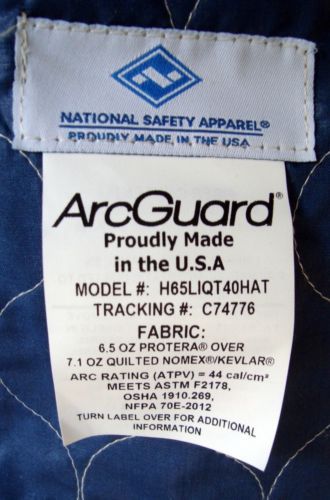 NATIONAL SAFETY APPAREL®
PROUDLY MADE IN THE USA
ArcGuard®
Proudly Made
in the U.S.A
MODEL #: H65LIQT40HAT
TRACKING #: C74776
FABRIC:
6.5 OZ PROTERA® OVER
7.1 OZ QUILTED NOMEX®/KEVLAR®
ARC RATING (ATPV) = 44 cal/cm²
MEETS ASTM F2178,
OSHA 1910.269,
NFPA 70E-2012
TURN LABEL OVER FOR ADDITIONAL
INFORMATION